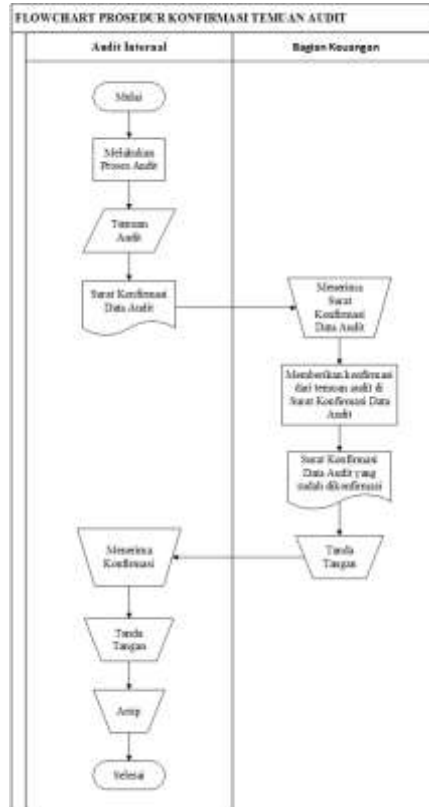 FLOWCHART PROSEDUR KONFIRMASI TEMUAN AUDIT
Audit Internal
Bagian Keuangan
Mulai
Melakukan
Proses Audit
Temuan
Audit
Surat Konfirmasi
Data Audit
Menerima
Surat
Konfirmasi
Data Audit
Memberikan konfirmasi
dari temuan audit di
Surat Konfirmasi Data
Audit
Surat Konfirmasi
Data Audit yang
sudah dikonfirmasi
Tanda
Tangan
Menerima
Konfirmasi
Tanda
Tangan
Arsip
Selesai